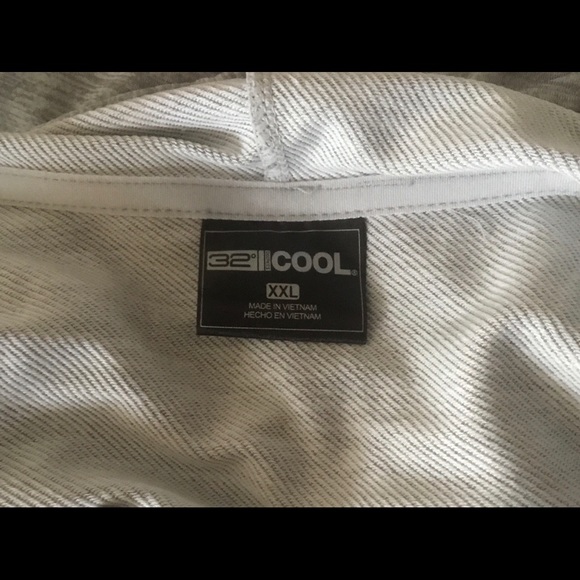 32° COOL®
XXL
MADE IN VIETNAM
HECHO EN VIETNAM